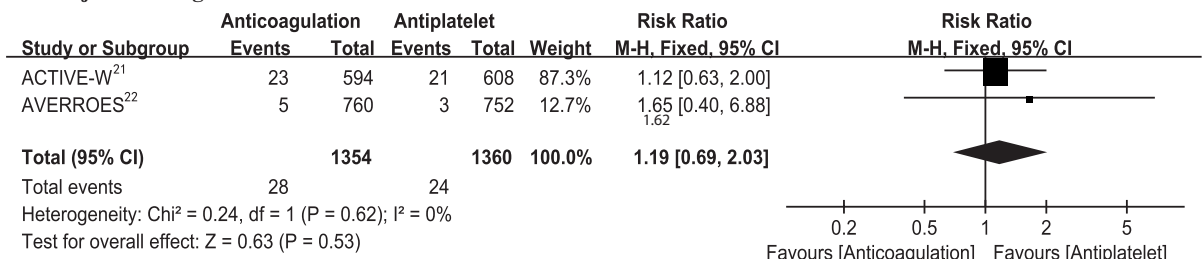 Anticoagulation Antiplatelet Risk Ratio Risk Ratio
Study or Subgroup Events Total Events Total Weight M-H, Fixed, 95% CI M-H, Fixed, 95% CI
ACTIVE-W21 23 594 21 608 87.3% 1.12 [0.63, 2.00]
AVERROES22 5 760 3 752 12.7% 1.65 [0.40, 6.88]
1.62
Total (95% CI) 1354 1360 100.0% 1.19 [0.69, 2.03]
Total events 28 24
Heterogeneity: Chi² = 0.24, df = 1 (P = 0.62); I² = 0%
Test for overall effect: Z = 0.63 (P = 0.53)
0.2 0.5 1 2 5
Favours [Anticoagulation] Favours [Antiplatelet]